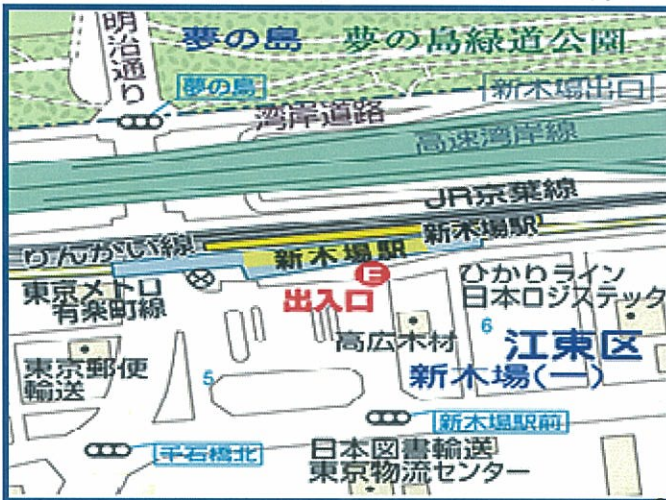 明治通り
夢の島
夢の島緑道公園
夢の島
新木場出口
湾岸道路
高速湾岸線
JR京葉線
りんかい線
新木場駅
新木場駅
E
出入口
東京メトロ
有楽町線
ひかりライン
日本ロジステック
高広木材
6
江東区
新木場(一)
東京郵便
輸送
5
新木場駅前
千石橋北
日本図書輸送
東京物流センター